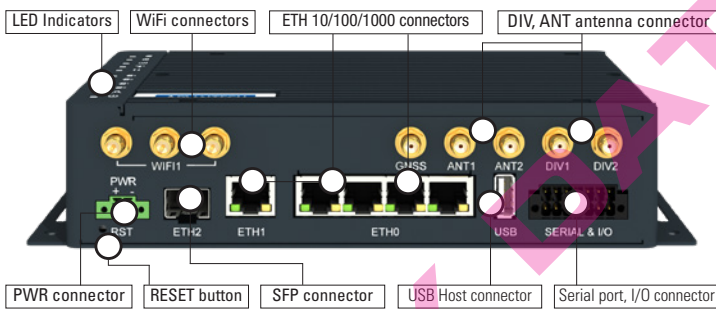 LED Indicators
WiFi connectors
ETH 10/100/1000 connectors
DIV, ANT antenna connector
WIFI1
GNSS
ANT1
ANT2
DIV1
DIV2
PWR
+ -
RST
ETH2
ETH1
ETH0
USB
SERIAL & I/O
PWR connector
RESET button
SFP connector
USB Host connector
Serial port, I/O connector